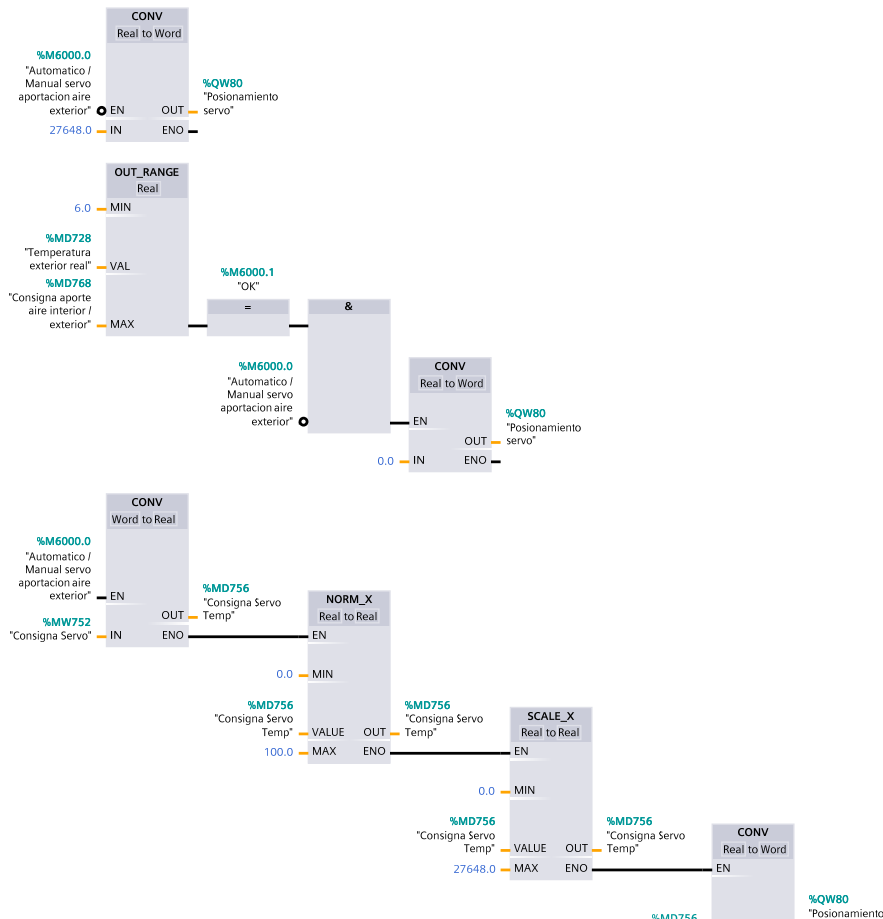 CONV
Real to Word
%M6000.0
"Automatico /
Manual servo
aportacion aire
exterior"
%QW80
"Posionamiento
servo"
EN
OUT
27648.0
IN
ENO
OUT_RANGE
Real
6.0
MIN
%MD728
"Temperatura
exterior real"
VAL
%MD768
"Consigna aporte
aire interior /
exterior"
MAX
%M6000.1
"OK"
=
&
%M6000.0
"Automatico /
Manual servo
aportacion aire
exterior"
CONV
Real to Word
EN
%QW80
"Posionamiento
servo"
OUT
0.0
IN
ENO
CONV
Word to Real
%M6000.0
"Automatico /
Manual servo
aportacion aire
exterior"
EN
%MD756
"Consigna Servo
Temp"
OUT
%MW752
"Consigna Servo"
IN
ENO
NORM_X
Real to Real
EN
0.0
MIN
%MD756
"Consigna Servo
Temp"
VALUE
OUT
%MD756
"Consigna Servo
Temp"
100.0
MAX
ENO
SCALE_X
Real to Real
EN
0.0
MIN
%MD756
"Consigna Servo
Temp"
VALUE
OUT
%MD756
"Consigna Servo
Temp"
27648.0
MAX
ENO
CONV
Real to Word
EN
%QW80
"Posionamiento
%MD756